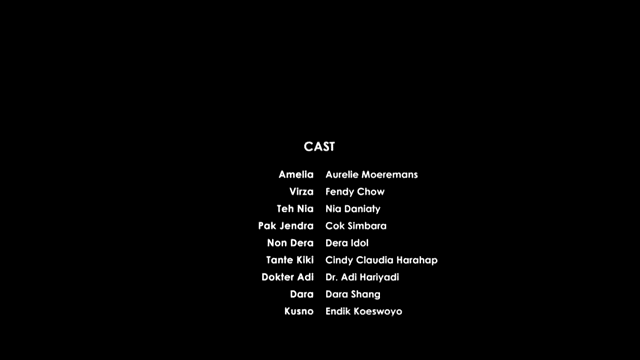 CAST
Amelia Aurelie Moeremans
Virza Fendy Chow
Teh Nia Nia Daniaty
Pak Jendra Cok Simbara
Non Dera Dera Idol
Tante Kiki Cindy Claudia Harahap
Dokter Adi Dr. Adi Hariyadi
Dara Dara Shang
Kusno Endik Koeswoyo